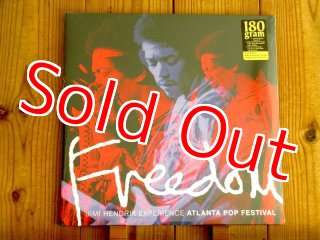 180
gram
Sold Out
Freedom
JIMI HENDRIX EXPERIENCE ATLANTA POP FESTIVAL